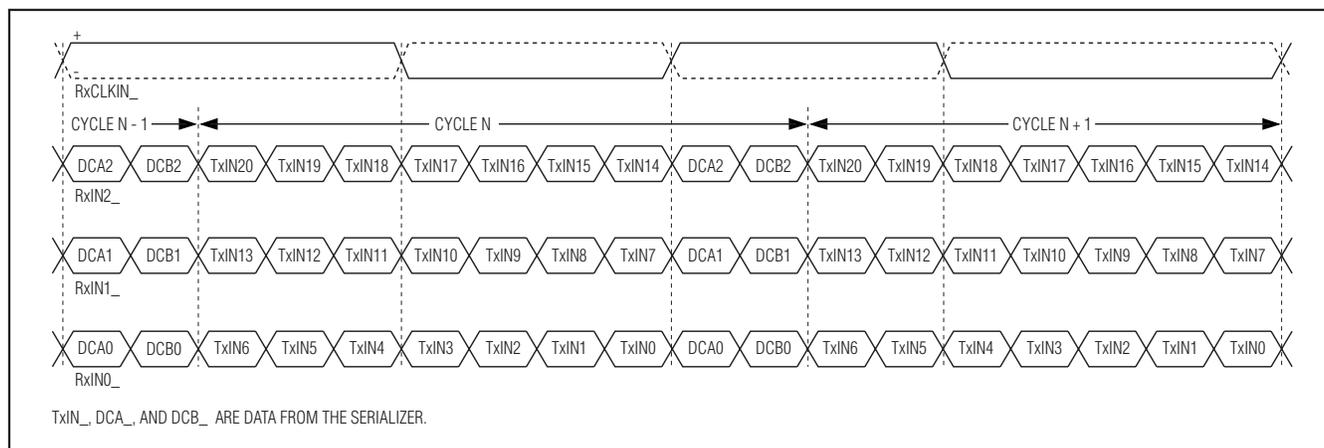 +
-
RxCLKIN_
CYCLE N - 1 CYCLE N CYCLE N + 1
DCA2 DCB2 TxIN20 TxIN19 TxIN18 TxIN17 TxIN16 TxIN15 TxIN14 DCA2 DCB2 TxIN20 TxIN19 TxIN18 TxIN17 TxIN16 TxIN15 TxIN14
RxIN2_
DCA1 DCB1 TxIN13 TxIN12 TxIN11 TxIN10 TxIN9 TxIN8 TxIN7 DCA1 DCB1 TxIN13 TxIN12 TxIN11 TxIN10 TxIN9 TxIN8 TxIN7
RxIN1_
DCA0 DCB0 TxIN6 TxIN5 TxIN4 TxIN3 TxIN2 TxIN1 TxIN0 DCA0 DCB0 TxIN6 TxIN5 TxIN4 TxIN3 TxIN2 TxIN1 TxIN0
RxIN0_
TxIN_, DCA_, AND DCB_ ARE DATA FROM THE SERIALIZER.